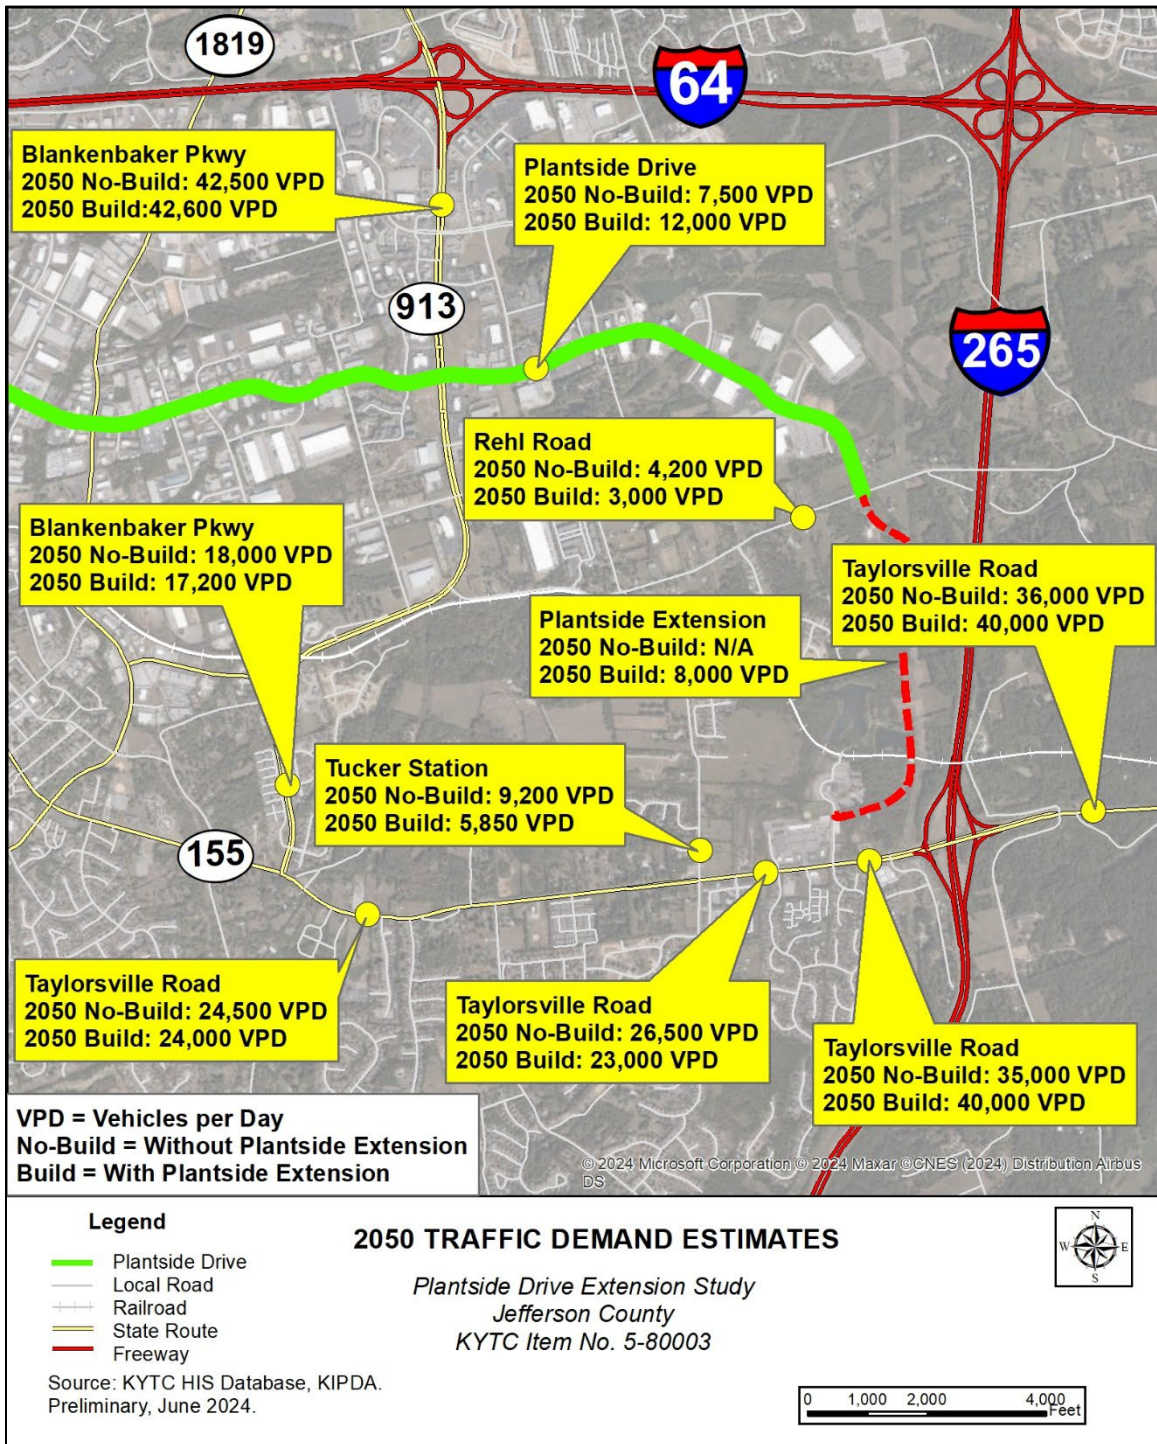 1819
64
Blankenbaker Pkwy
2050 No-Build: 42,500 VPD
2050 Build:42,600 VPD
Plantside Drive
2050 No-Build: 7,500 VPD
2050 Build: 12,000 VPD
913
265
Rehl Road
2050 No-Build: 4,200 VPD
2050 Build: 3,000 VPD
Blankenbaker Pkwy
2050 No-Build: 18,000 VPD
2050 Build: 17,200 VPD
Taylorsville Road
2050 No-Build: 36,000 VPD
2050 Build: 40,000 VPD
Plantside Extension
2050 No-Build: N/A
2050 Build: 8,000 VPD
Tucker Station
2050 No-Build: 9,200 VPD
2050 Build: 5,850 VPD
155
Taylorsville Road
2050 No-Build: 24,500 VPD
2050 Build: 24,000 VPD
Taylorsville Road
2050 No-Build: 26,500 VPD
2050 Build: 23,000 VPD
Taylorsville Road
2050 No-Build: 35,000 VPD
2050 Build: 40,000 VPD
VPD = Vehicles per Day
No-Build = Without Plantside Extension
Build = With Plantside Extension
© 2024 Microsoft Corporation © 2024 Maxar ©CNES (2024) Distribution Airbus
DS
Legend
Plantside Drive
Local Road
Railroad
State Route
Freeway
Source: KYTC HIS Database, KIPDA.
Preliminary, June 2024.
2050 TRAFFIC DEMAND ESTIMATES
Plantside Drive Extension Study
Jefferson County
KYTC Item No. 5-80003
N
W E
S
0 1,000 2,000 4,000
Feet